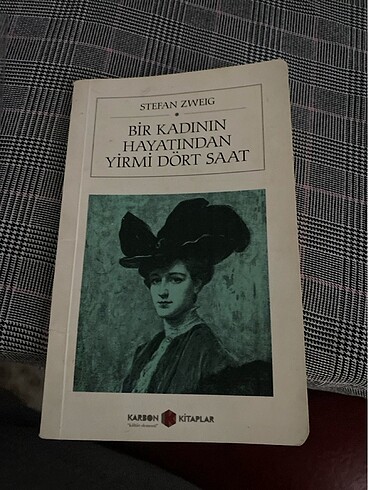 STEFAN ZWEIG
BİR KADININ
HAYATINDAN
YİRMİ DÖRT SAAT
KARBON K KİTAPLAR